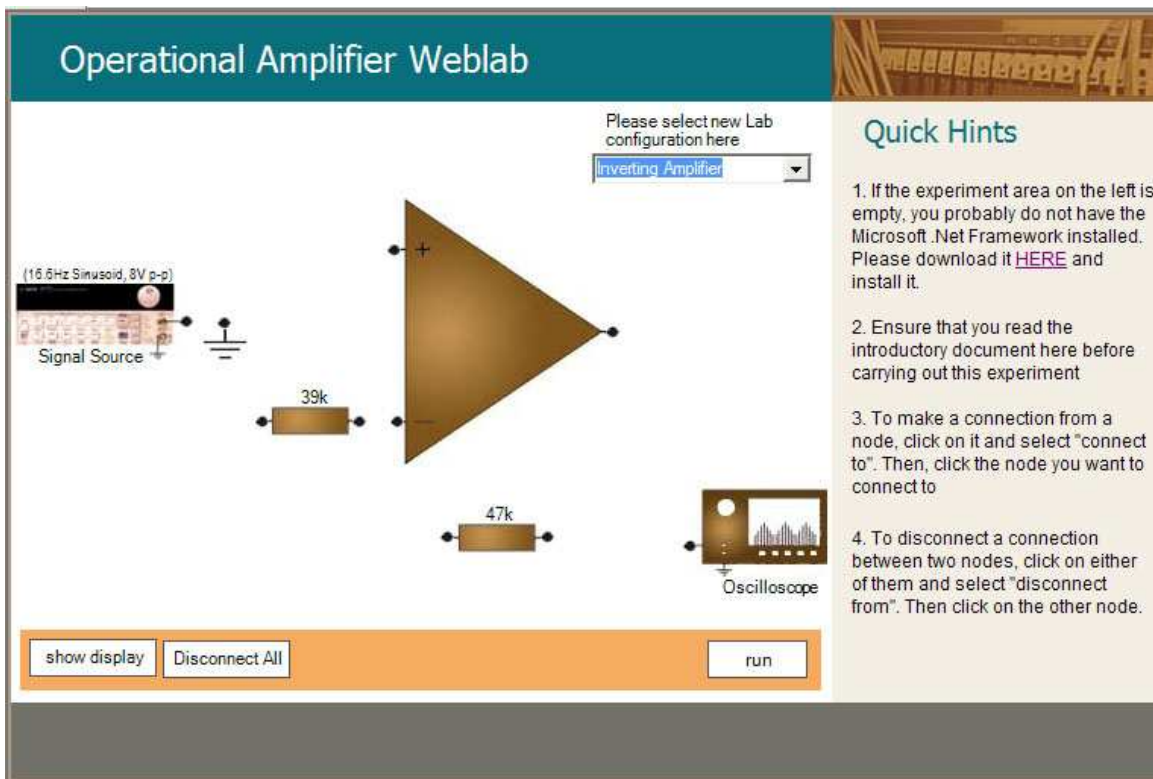 Operational Amplifier Weblab
Please select new Lab
configuration here
Inverting Amplifier
(16.6Hz Sinusoid, 8V p-p)
Signal Source
+
39k
—
47k
Oscilloscope
show display
Disconnect All
run
Quick Hints
1. If the experiment area on the left is
empty, you probably do not have the
Microsoft .Net Framework installed.
Please download it HERE and
install it.
2. Ensure that you read the
introductory document here before
carrying out this experiment
3. To make a connection from a
node, click on it and select "connect
to". Then, click the node you want to
connect to
4. To disconnect a connection
between two nodes, click on either
of them and select "disconnect
from". Then click on the other node.